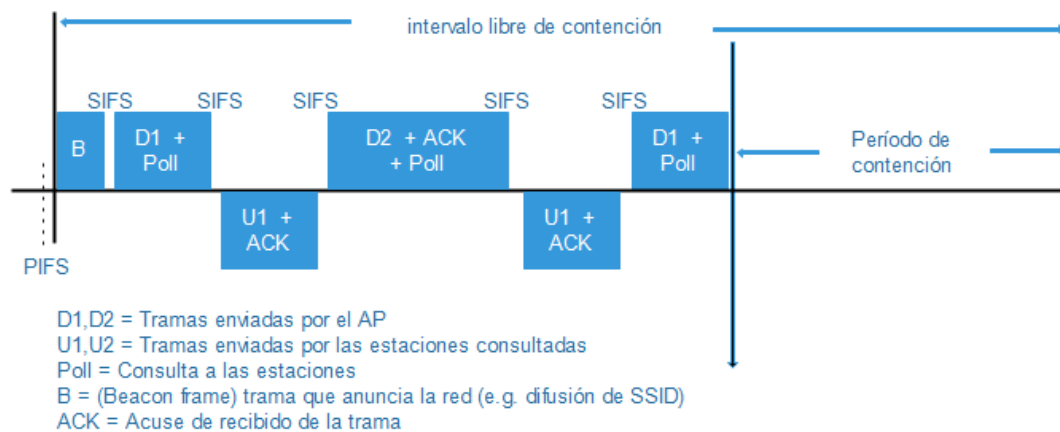 intervalo libre de contención
SIFS SIFS SIFS SIFS SIFS
B
D1 +
Poll
D2 + ACK
+ Poll
D1 +
Poll
Período de
contención
U1 +
ACK
U1 +
ACK
PIFS
D1,D2 = Tramas enviadas por el AP
U1,U2 = Tramas enviadas por las estaciones consultadas
Poll = Consulta a las estaciones
B = (Beacon frame) trama que anuncia la red (e.g. difusión de SSID)
ACK = Acuse de recibido de la trama